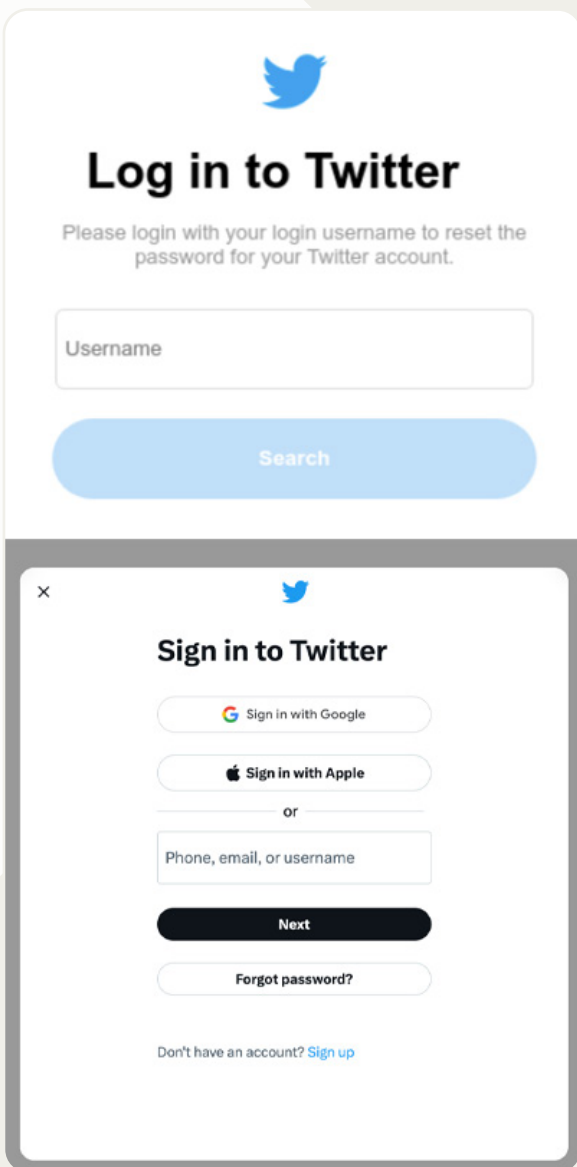 Log in to Twitter
Please login with your login username to reset the
password for your Twitter account.
Username
Search
×
Sign in to Twitter
Sign in with Google
Sign in with Apple
or
Phone, email, or username
Next
Forgot password?
Don't have an account? Sign up